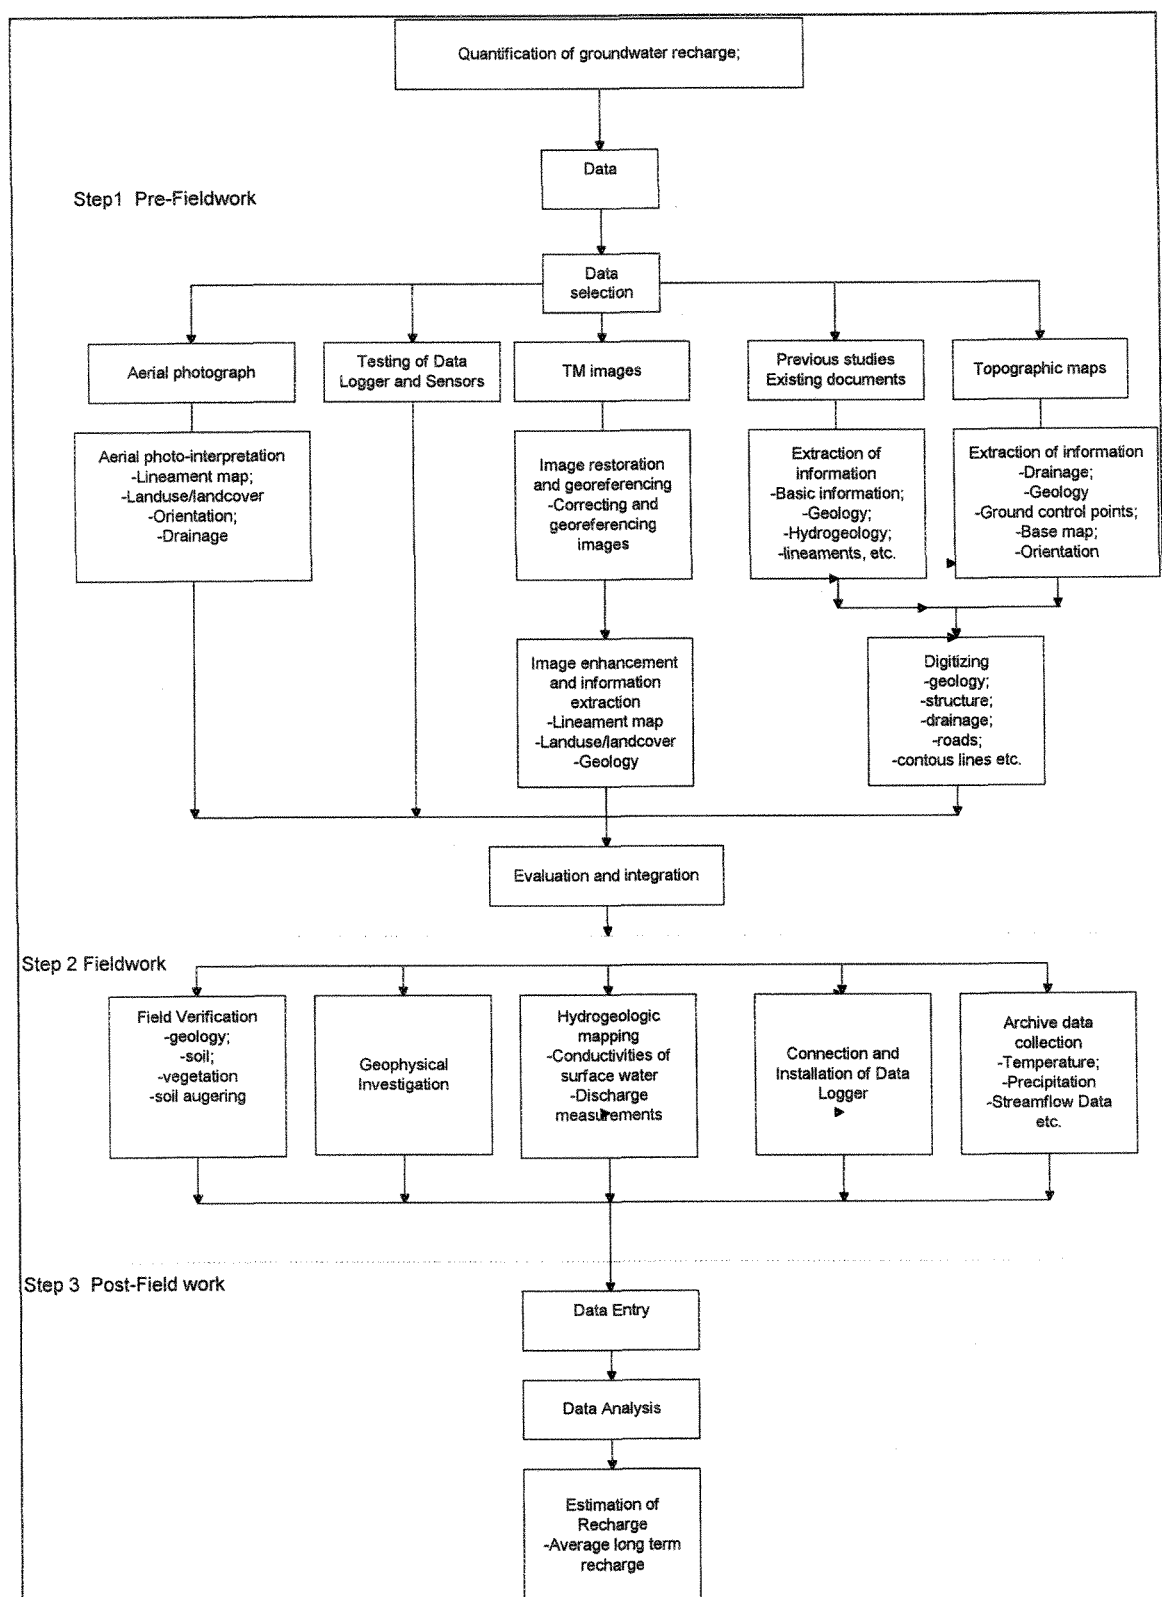 Quantification of groundwater recharge;
Data
Step1 Pre-Fieldwork
Data
selection
Aerial photograph
Testing of Data
Logger and Sensors
TM images
Previous studies
Existing documents
Topographic maps
Aerial photo-interpretation
-Lineament map;
-Landuse/landcover
-Orientation;
-Drainage
Image restoration
and georeferencing
-Correcting and
georeferencing
images
Extraction of
information
-Basic information;
-Geology;
-Hydrogeology;
-lineaments, etc.
Extraction of information
-Drainage;
-Geology
-Ground control points;
-Base map;
-Orientation
Image enhancement
and information
extraction
-Lineament map
-Landuse/landcover
-Geology
Digitizing
-geology;
-structure;
-drainage;
-roads;
-contous lines etc.
Evaluation and integration
Step 2 Fieldwork
Field Verification
-geology;
-soil;
-vegetation
-soil augering
Geophysical
Investigation
Hydrogeologic
mapping
-Conductivities of
surface water
-Discharge
measurements
Connection and
Installation of Data
Logger
Archive data
collection
-Temperature;
-Precipitation
-Streamflow Data
etc.
Step 3 Post-Field work
Data Entry
Data Analysis
Estimation of
Recharge
-Average long term
recharge